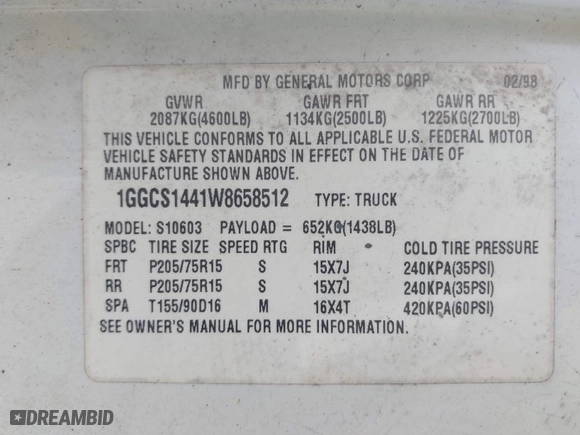 MFD BY GENERAL MOTORS CORP 02/98
GVWR GAWR FRT GAWR RR
2087KG(4600LB) 1134KG(2500LB) 1225KG(2700LB)
THIS VEHICLE CONFORMS TO ALL APPLICABLE U.S. FEDERAL MOTOR
VEHICLE SAFETY STANDARDS IN EFFECT ON THE DATE OF
MANUFACTURE SHOWN ABOVE.
1GGCS1441W8658512 TYPE: TRUCK
MODEL: S10603 PAYLOAD = 652KG(1438LB)
SPBC TIRE SIZE SPEED RTG RIM COLD TIRE PRESSURE
FRT P205/75R15 S 15X7J 240KPA(35PSI)
RR P205/75R15 S 15X7J 240KPA(35PSI)
SPA T155/90D16 M 16X4T 420KPA(60PSI)
SEE OWNER'S MANUAL FOR MORE INFORMATION.
DREAMBID